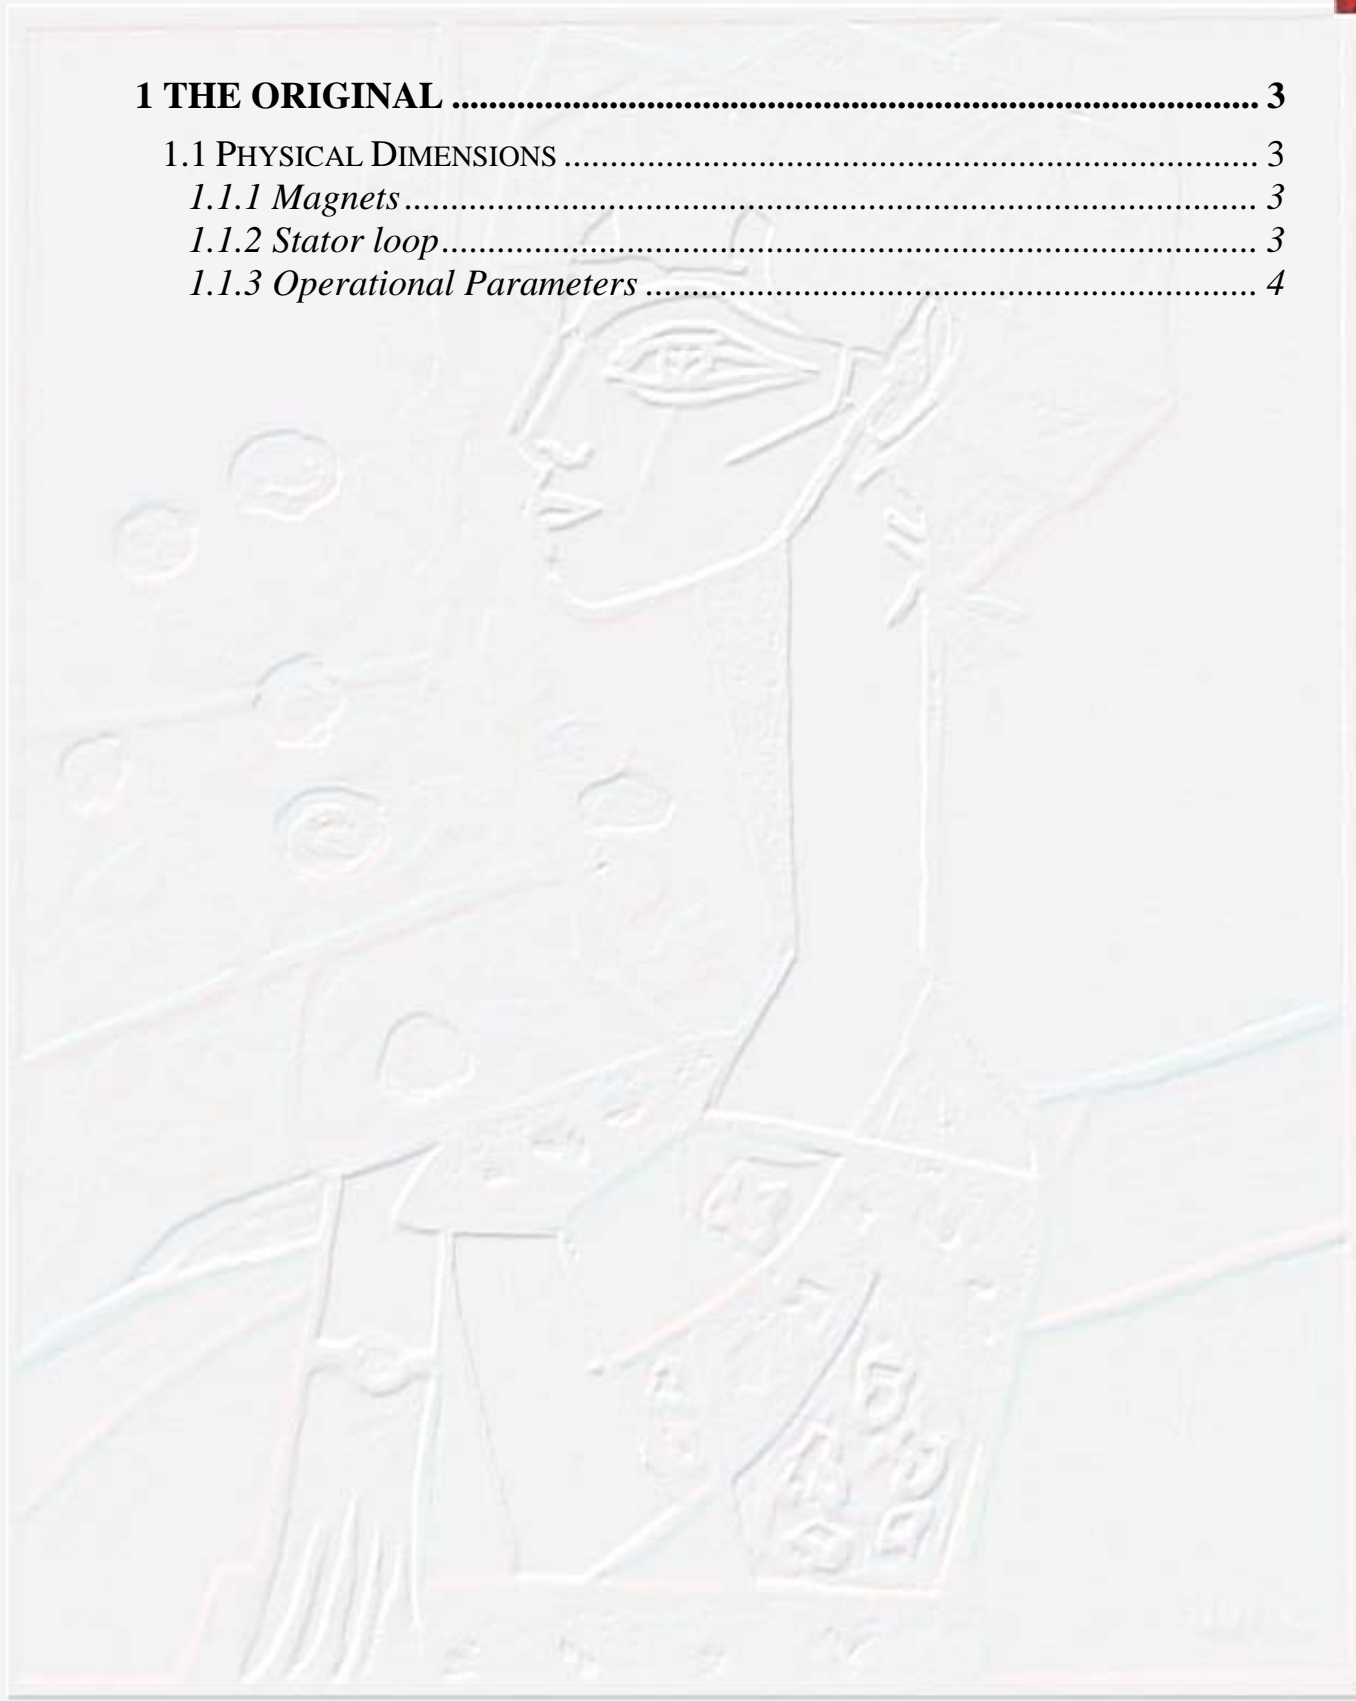 1 THE ORIGINAL ........................................................................................ 3
1.1 PHYSICAL DIMENSIONS ........................................................................... 3
1.1.1 Magnets ............................................................................................ 3
1.1.2 Stator loop ........................................................................................ 3
1.1.3 Operational Parameters .................................................................. 4